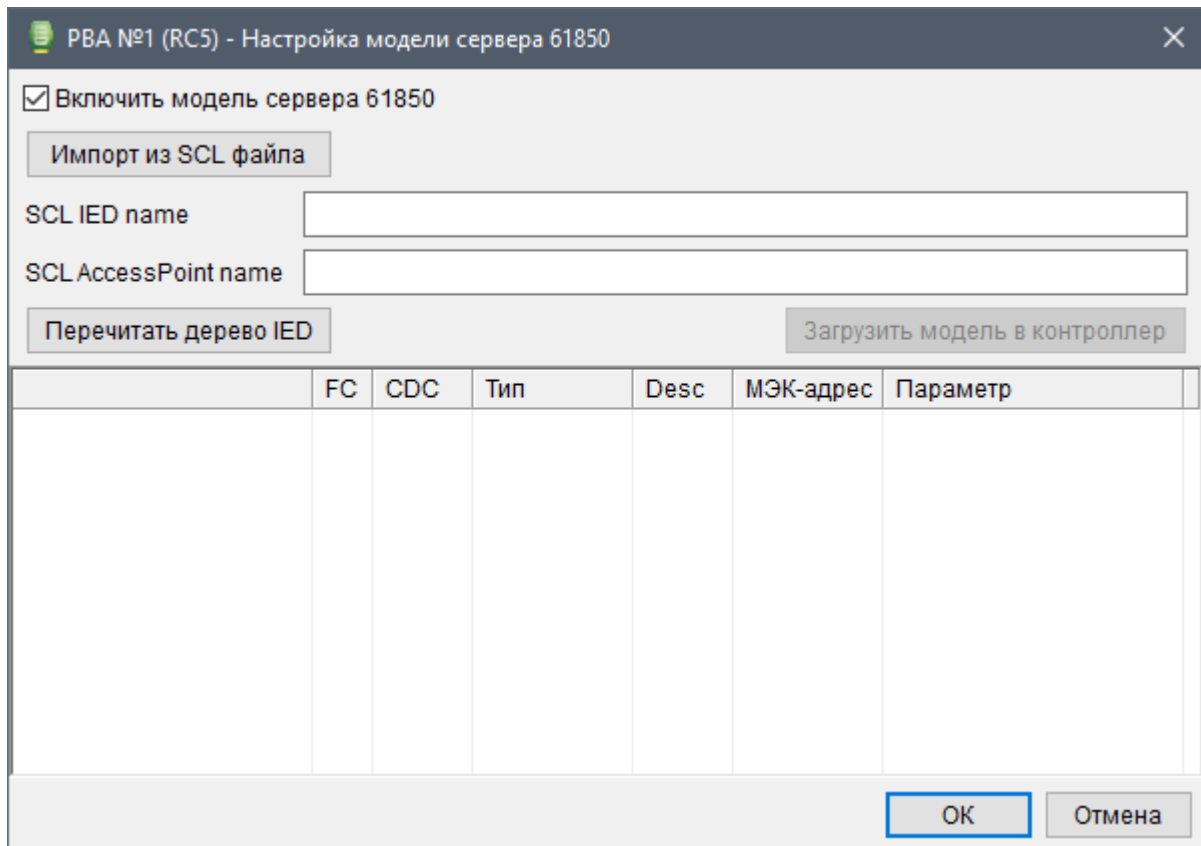 РВА №1 (RC5) - Настройка модели сервера 61850
Включить модель сервера 61850
Импорт из SCL файла
SCL IED name
SCL AccessPoint name
Перечитать дерево IED Загрузить модель в контроллер
FC CDC Тип Desc МЭК-адрес Параметр
ОК Отмена